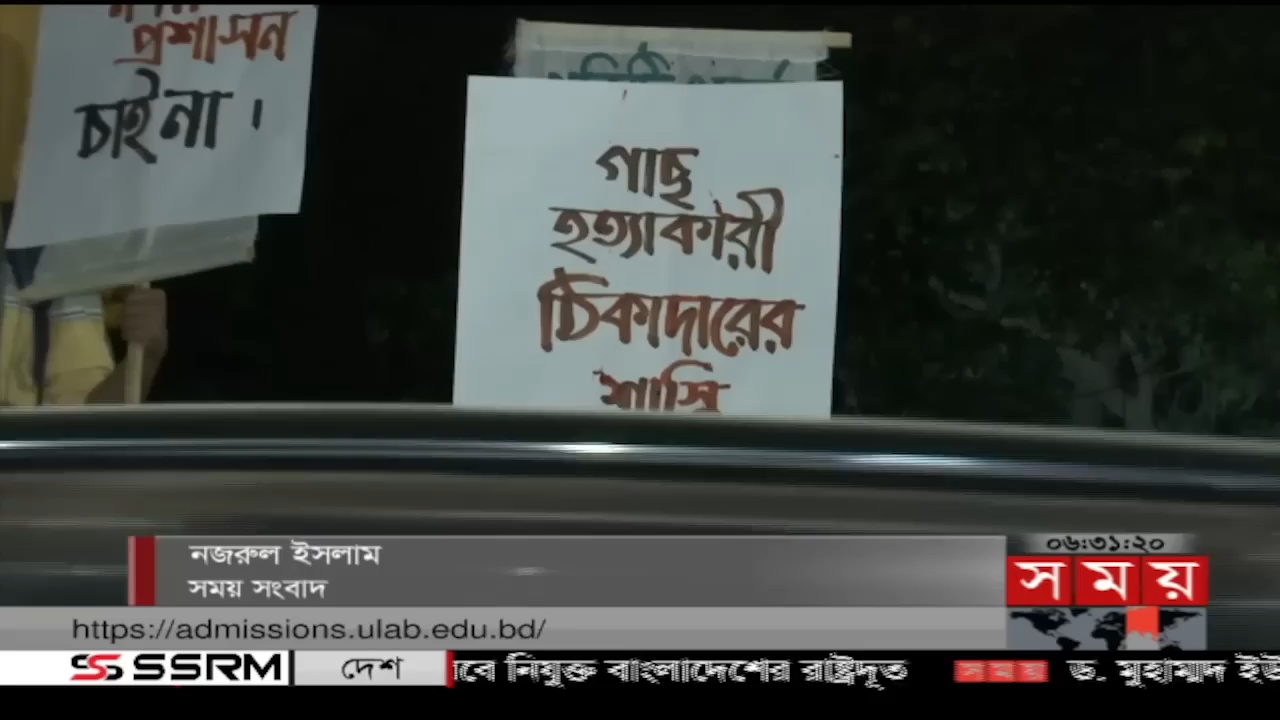 প্রশাসন
চাই না।
গাছ
হত্যাকারী
ঠিকাদারের
শাস্তি
নজরুল ইসলাম
সময় সংবাদ
০৬:৩১:২০
সময়
https://admissions.ulab.edu.bd/
SSRM
দেশ
বে নিযুক্ত বাংলাদেশের রাষ্ট্রদূত সময় ড. মুহাম্মদ ইউ